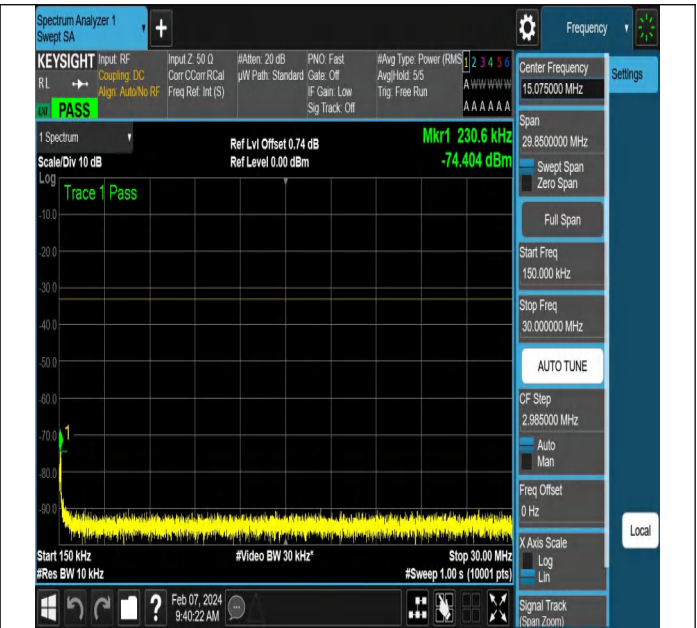 Spectrum Analyzer 1
Swept SA
+
Frequency
KEYSIGHT
Input: RF
Coupling: DC
Align: Auto/No RF
Input Z: 50 Ω
Corr CCorr RCal
Freq Ref: Int (S)
#Atten: 20 dB
µW Path: Standard
PNO: Fast
Gate: Off
IF Gain: Low
Sig Track: Off
#Avg Type: Power (RMS
Avg|Hold: 5/5
Trig: Free Run
1 2 3 4 5 6
A W W W W W
A A A A A A
RL
PASS
1 Spectrum
Scale/Div 10 dB
Ref Lvl Offset 0.74 dB
Ref Level 0.00 dBm
Mkr1 230.6 kHz
-74.404 dBm
Log
Trace 1 Pass
-10.0
-20.0
-30.0
-40.0
-50.0
-60.0
-70.0
1
-80.0
-90.0
Start 150 kHz
#Res BW 10 kHz
#Video BW 30 kHz*
Stop 30.00 MHz
#Sweep 1.00 s (10001 pts)
?
Feb 07, 2024
9:40:22 AM
Center Frequency
15.075000 MHz
Settings
Span
29.8500000 MHz
Swept Span
Zero Span
Full Span
Start Freq
150.000 kHz
Stop Freq
30.000000 MHz
AUTO TUNE
CF Step
2.985000 MHz
Auto
Man
Freq Offset
0 Hz
X Axis Scale
Log
Lin
Local
Signal Track
(Span Zoom)